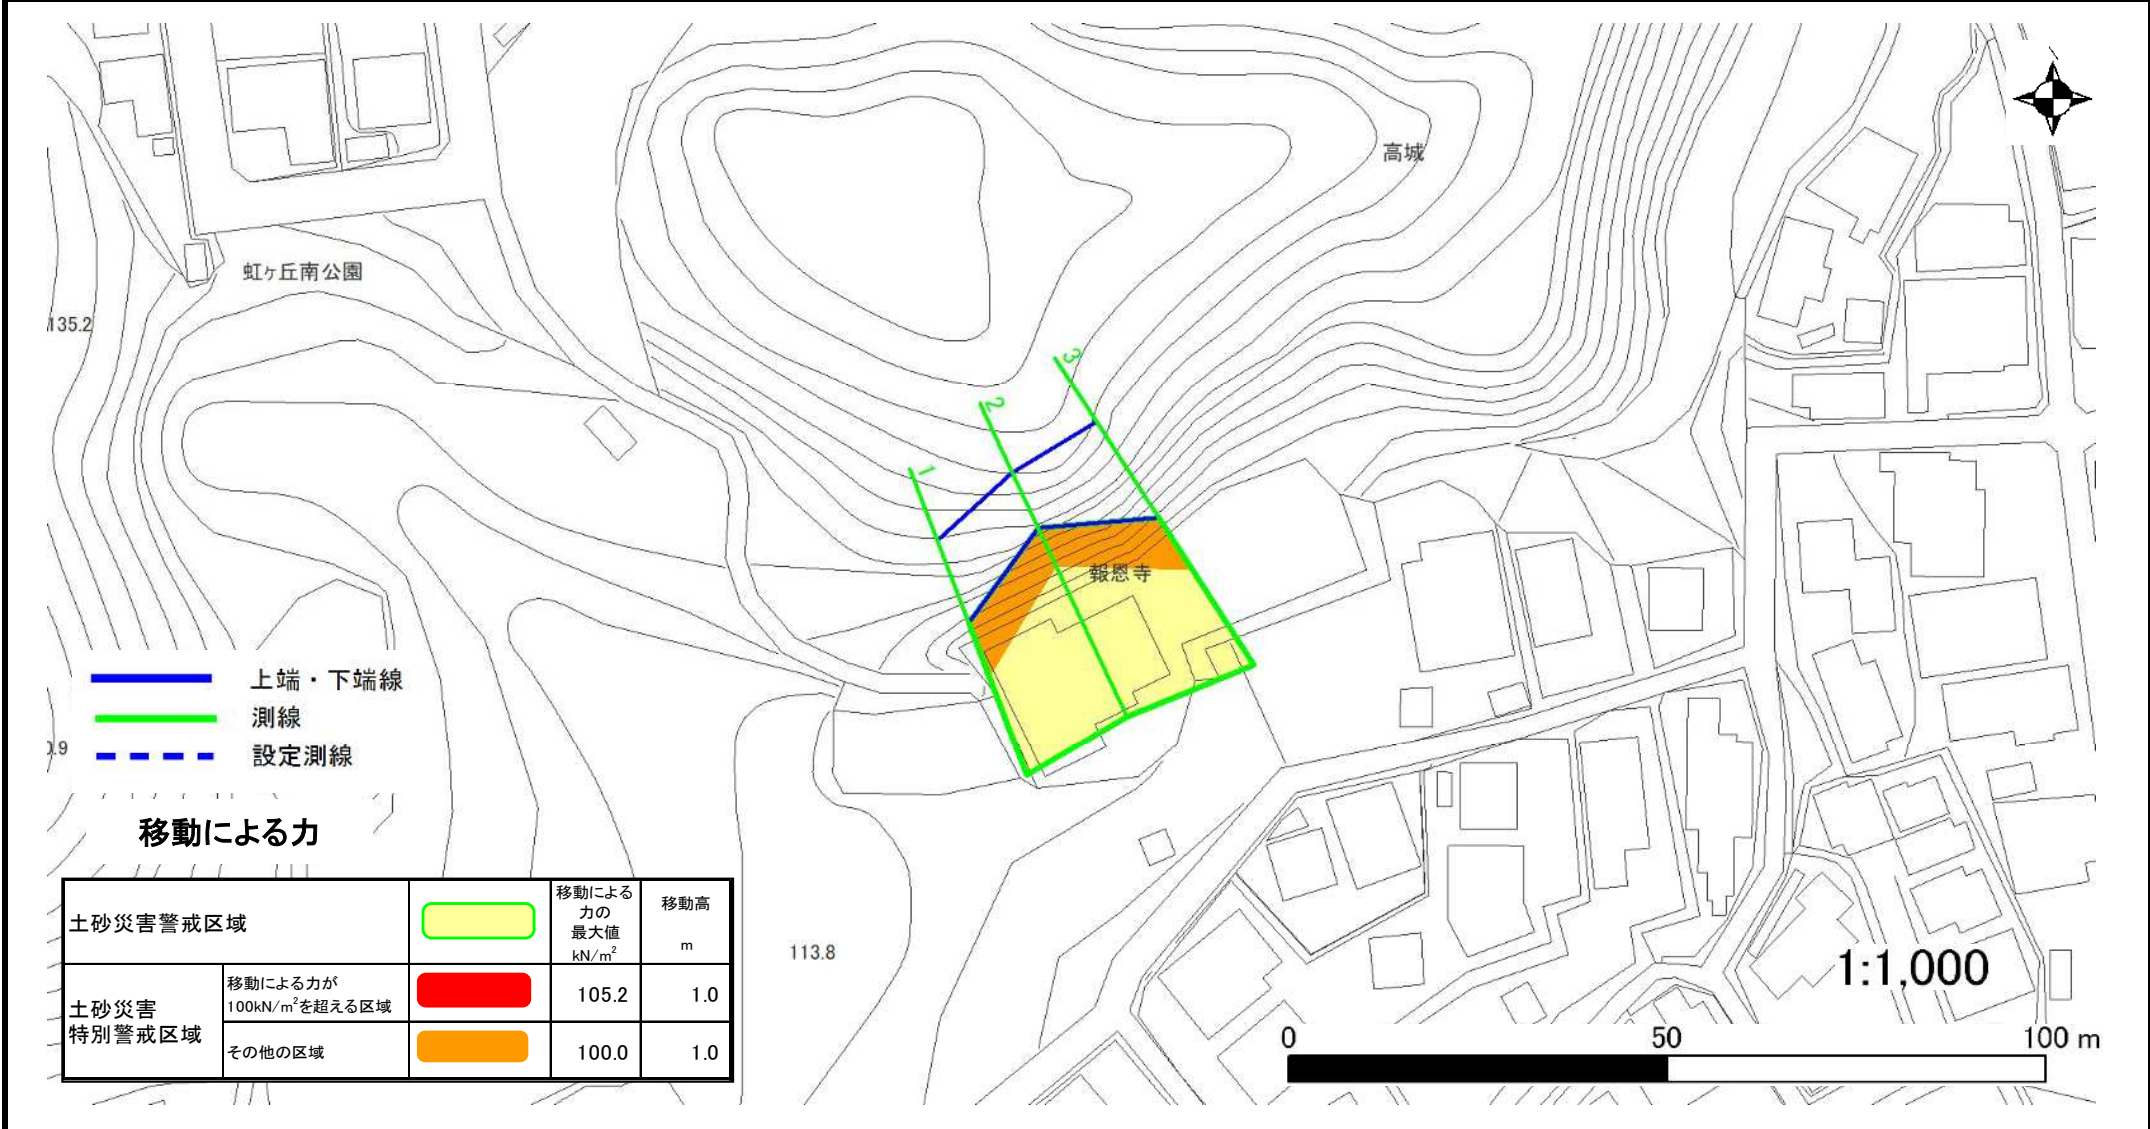 高城
虹ヶ丘南公園
135.2
3
2
1
報恩寺
上端・下端線
測線
設定測線
0.9
移動による力
土砂災害警戒区域
移動による
力の
最大値
kN/m²
移動高
m
土砂災害
特別警戒区域
移動による力が
100kN/m²を超える区域
105.2
1.0
その他の区域
100.0
1.0
113.8
1:1,000
0
50
100 m